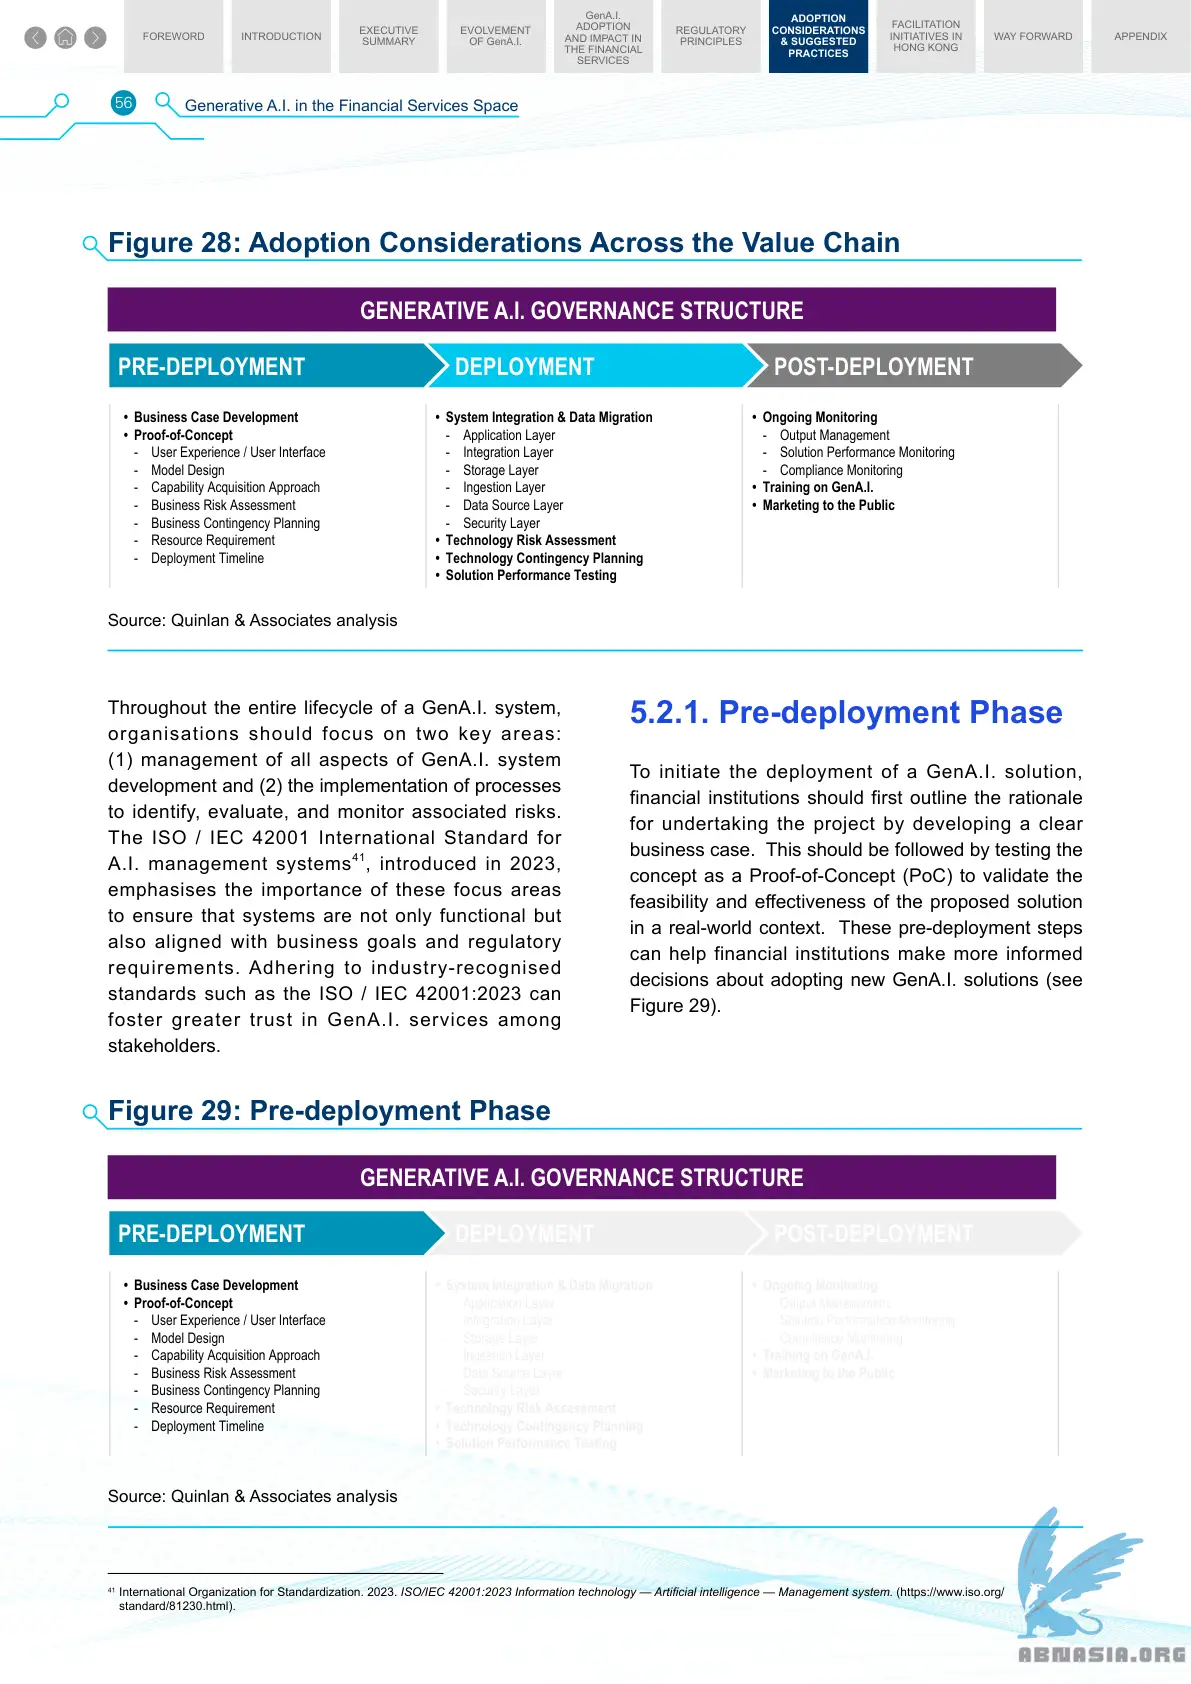 FOREWORD
INTRODUCTION
EXECUTIVE
SUMMARY
EVOLVEMENT
OF GenA.I.
GenA.I.
ADOPTION
AND IMPACT IN
THE FINANCIAL
SERVICES
REGULATORY
PRINCIPLES
ADOPTION
CONSIDERATIONS
& SUGGESTED
PRACTICES
FACILITATION
INITIATIVES IN
HONG KONG
WAY FORWARD
APPENDIX
56
Generative A.I. in the Financial Services Space
Figure 28: Adoption Considerations Across the Value Chain
GENERATIVE A.I. GOVERNANCE STRUCTURE
PRE-DEPLOYMENT
• Business Case Development
• Proof-of-Concept
- User Experience / User Interface
- Model Design
- Capability Acquisition Approach
- Business Risk Assessment
- Business Contingency Planning
- Resource Requirement
- Deployment Timeline
DEPLOYMENT
• System Integration & Data Migration
- Application Layer
- Integration Layer
- Storage Layer
- Ingestion Layer
- Data Source Layer
- Security Layer
• Technology Risk Assessment
• Technology Contingency Planning
• Solution Performance Testing
POST-DEPLOYMENT
• Ongoing Monitoring
- Output Management
- Solution Performance Monitoring
- Compliance Monitoring
• Training on GenA.I.
• Marketing to the Public
Source: Quinlan & Associates analysis
Throughout the entire lifecycle of a GenA.I. system,
organisations should focus on two key areas:
(1) management of all aspects of GenA.I. system
development and (2) the implementation of processes
to identify, evaluate, and monitor associated risks.
The ISO / IEC 42001 International Standard for
A.I. management systems41, introduced in 2023,
emphasises the importance of these focus areas
to ensure that systems are not only functional but
also aligned with business goals and regulatory
requirements. Adhering to industry-recognised
standards such as the ISO / IEC 42001:2023 can
foster greater trust in GenA.I. services among
stakeholders.
5.2.1. Pre-deployment Phase
To initiate the deployment of a GenA.I. solution,
financial institutions should first outline the rationale
for undertaking the project by developing a clear
business case. This should be followed by testing the
concept as a Proof-of-Concept (PoC) to validate the
feasibility and effectiveness of the proposed solution
in a real-world context. These pre-deployment steps
can help financial institutions make more informed
decisions about adopting new GenA.I. solutions (see
Figure 29).
Figure 29: Pre-deployment Phase
GENERATIVE A.I. GOVERNANCE STRUCTURE
PRE-DEPLOYMENT
• Business Case Development
• Proof-of-Concept
- User Experience / User Interface
- Model Design
- Capability Acquisition Approach
- Business Risk Assessment
- Business Contingency Planning
- Resource Requirement
- Deployment Timeline
DEPLOYMENT
• System Integration & Data Migration
Application Layer
Integration Layer
Storage Layer
Ingestion Layer
Data Source Layer
Security Layer
• Technology Risk Assessment
• Technology Contingency Planning
• Solution Performance Testing
POST-DEPLOYMENT
• Ongoing Monitoring
Output Management
Solution Performance Monitoring
Compliance Monitoring
• Training on GenA.I.
• Marketing to the Public
Source: Quinlan & Associates analysis
41 International Organization for Standardization. 2023. ISO/IEC 42001:2023 Information technology — Artificial intelligence — Management system. (https://www.iso.org/
standard/81230.html).
ABNASIA.ORG